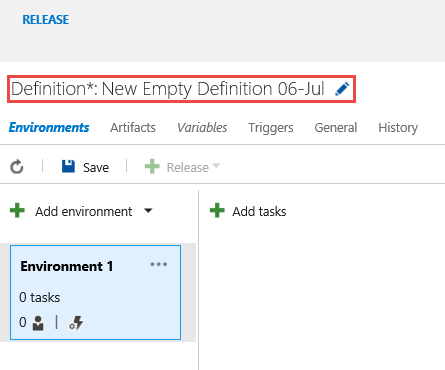 RELEASE
Definition*: New Empty Definition 06-Jul
Environments Artifacts Variables Triggers General History
Save Release
Add environment Add tasks
Environment 1 ...
0 tasks
0